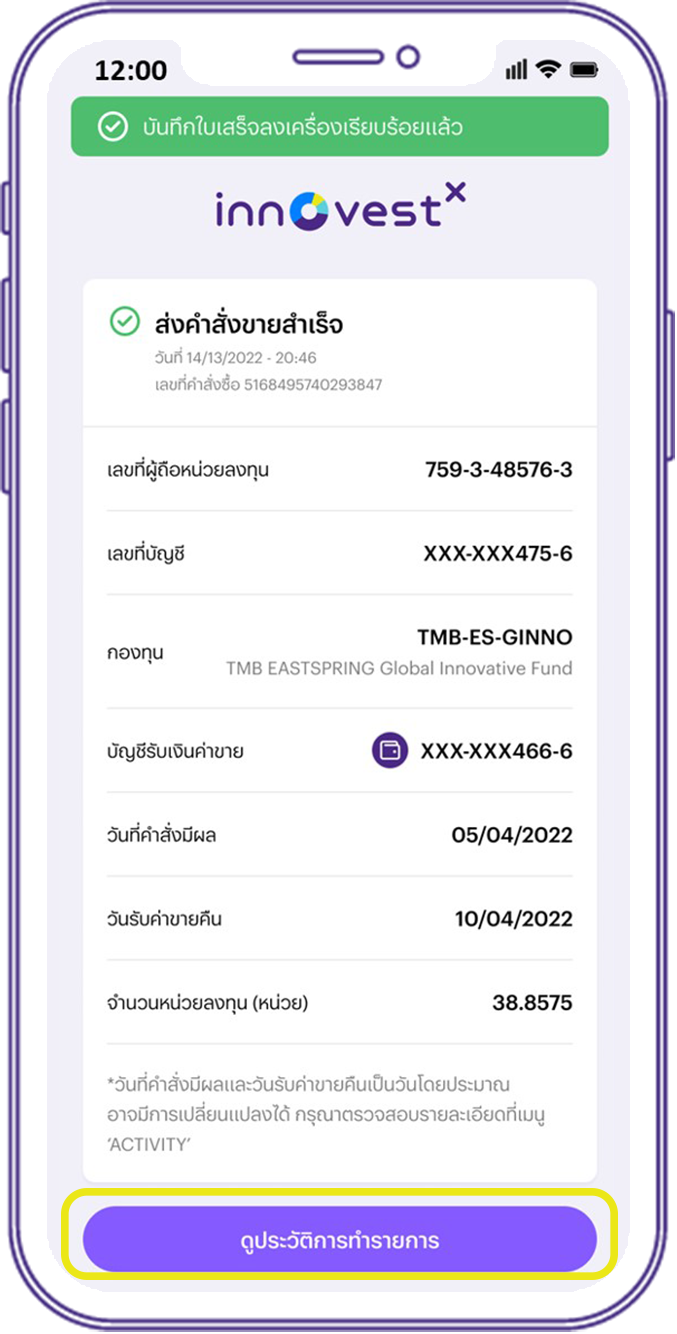 12:00
บันทึกใบเสร็จลงเครื่องเรียบร้อยแล้ว
innovestx
ส่งคำสั่งขายสำเร็จ
วันที่ 14/13/2022 - 20:46
เลขที่คำสั่งซื้อ 5168495740293847
เลขที่ผู้ถือหน่วยลงทุน 759-3-48576-3
เลขที่บัญชี XXX-XXX475-6
กองทุน TMB-ES-GINNO
TMB EASTSPRING Global Innovative Fund
บัญชีรับเงินค่าขาย XXX-XXX466-6
วันที่คำสั่งมีผล 05/04/2022
วันรับค่าขายคืน 10/04/2022
จำนวนหน่วยลงทุน (หน่วย) 38.8575
*วันที่คำสั่งมีผลและวันรับค่าขายคืนเป็นวันโดยประมาณ
อาจมีการเปลี่ยนแปลงได้ กรุณาตรวจสอบรายละเอียดที่เมนู
‘ACTIVITY’
ดูประวัติการทำรายการ